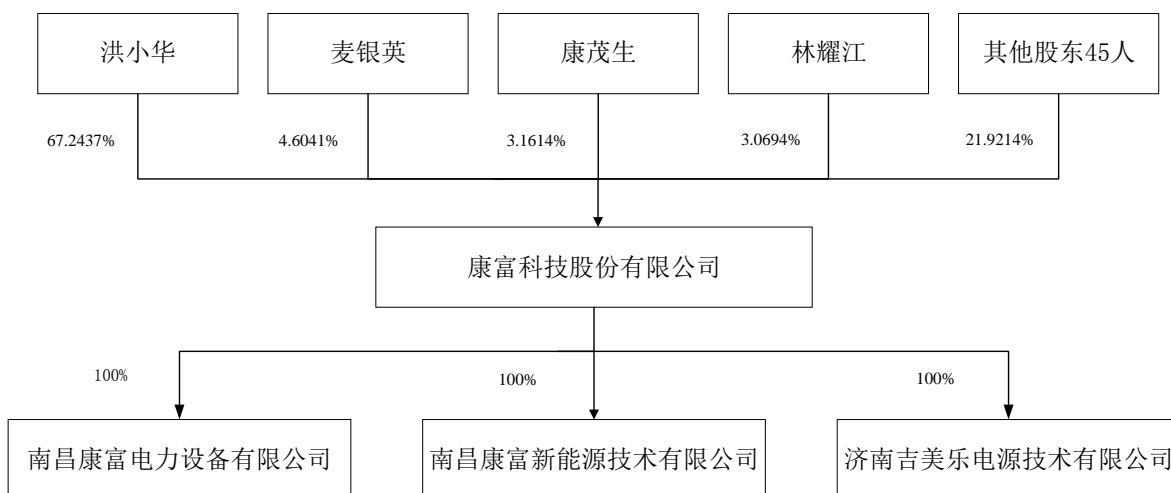 洪小华
麦银英
康茂生
林耀江
其他股东45人
67.2437%
4.6041%
3.1614%
3.0694%
21.9214%
康富科技股份有限公司
100%
100%
100%
南昌康富电力设备有限公司
南昌康富新能源技术有限公司
济南吉美乐电源技术有限公司